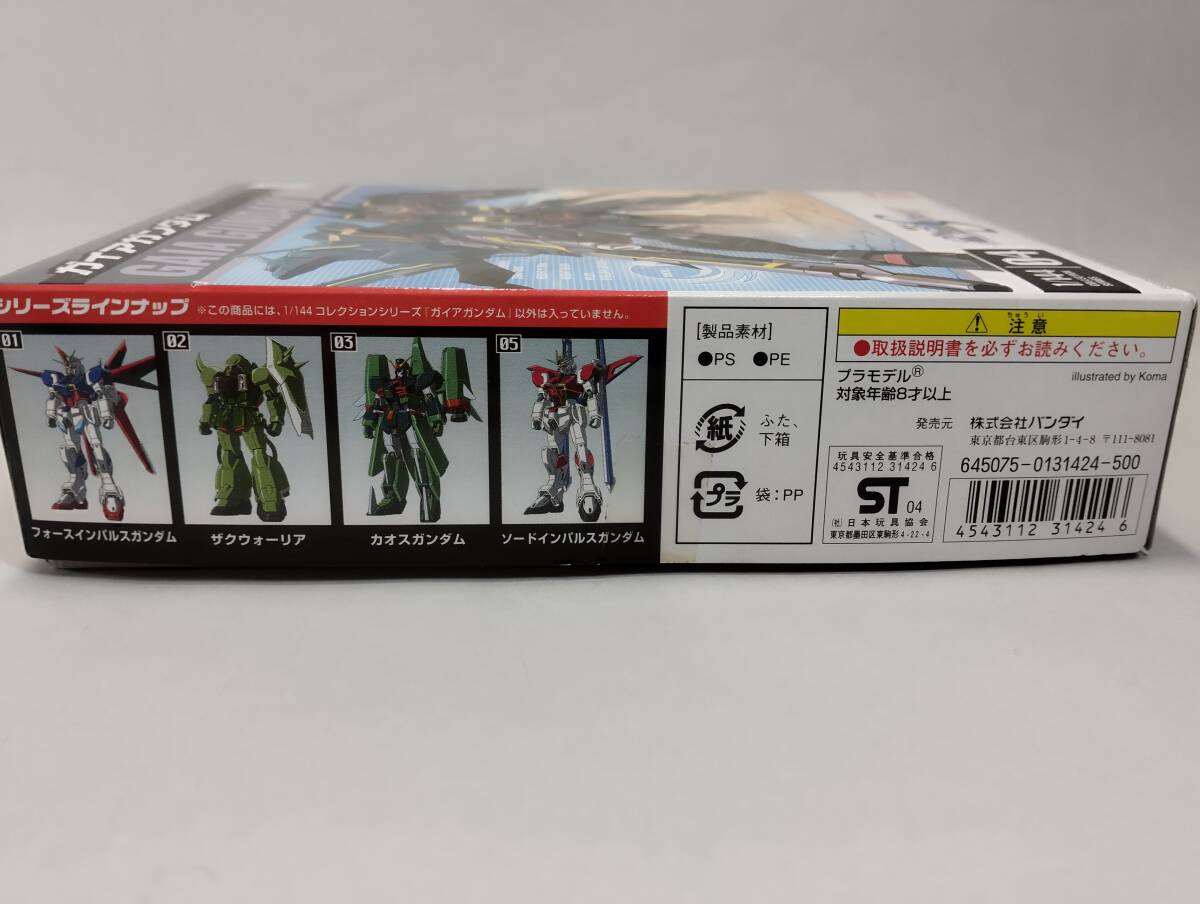 ガイアガンダム
GAIA GUNDAM
1/144
シリーズラインナップ ※この商品には、1/144 コレクションシリーズ『ガイアガンダム』以外は入っていません。
01
02
03
05
フォースインパルスガンダム
ザクウォーリア
カオスガンダム
ソードインパルスガンダム
[製品素材]
●PS ●PE
紙
ふた、
下箱
プラ
袋：PP
ちゅうい
注意
●取扱説明書を必ずお読みください。
プラモデル®
対象年齢8才以上
illustrated by Koma
発売元 株式会社バンダイ
東京都台東区駒形1-4-8 〒111-8081
玩具安全基準合格
4543112 31424 6
ST 04
(社)日本玩具協会
東京都墨田区東駒形4-22-4
645075-0131424-500
4543112 314246